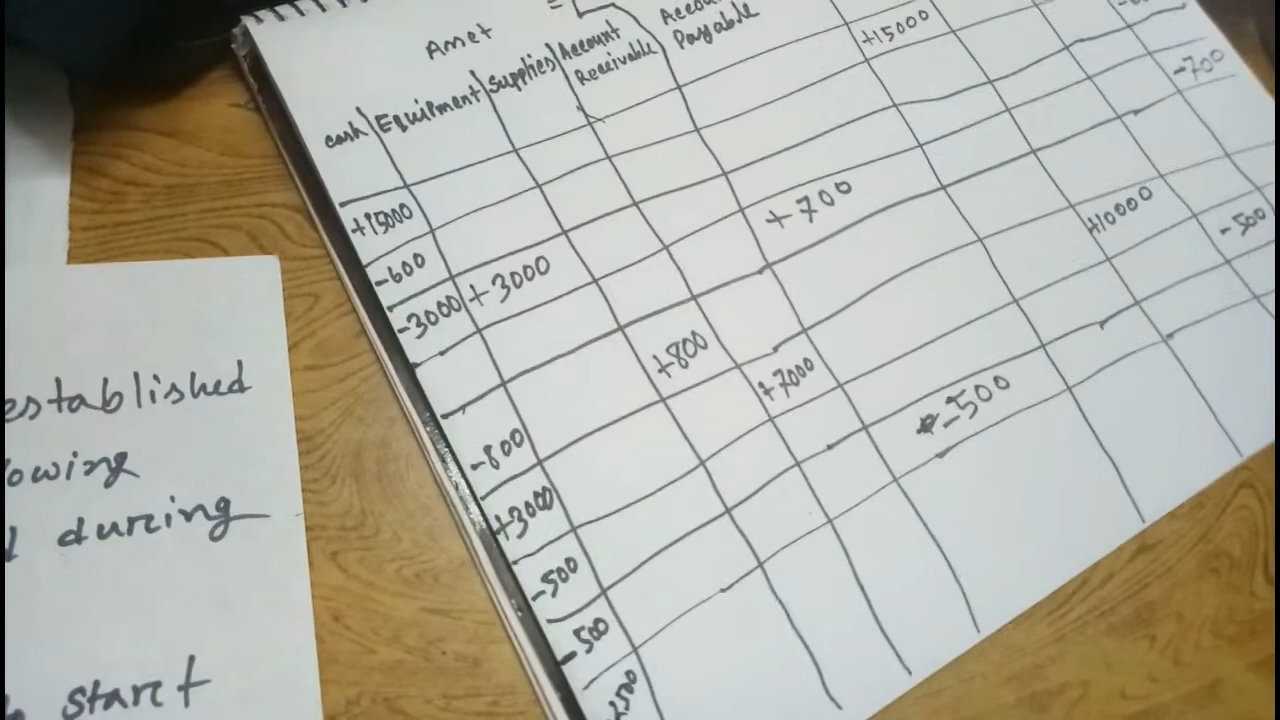 Asset
=
Account
Payable
cash Equipment Supplies Account
Receivable
+15000 +15000
-600
-3000 +3000
-700
+700
-800 +800
+3000 +7000 +10000
-500 -500
-500 -500
established
owing
during
start